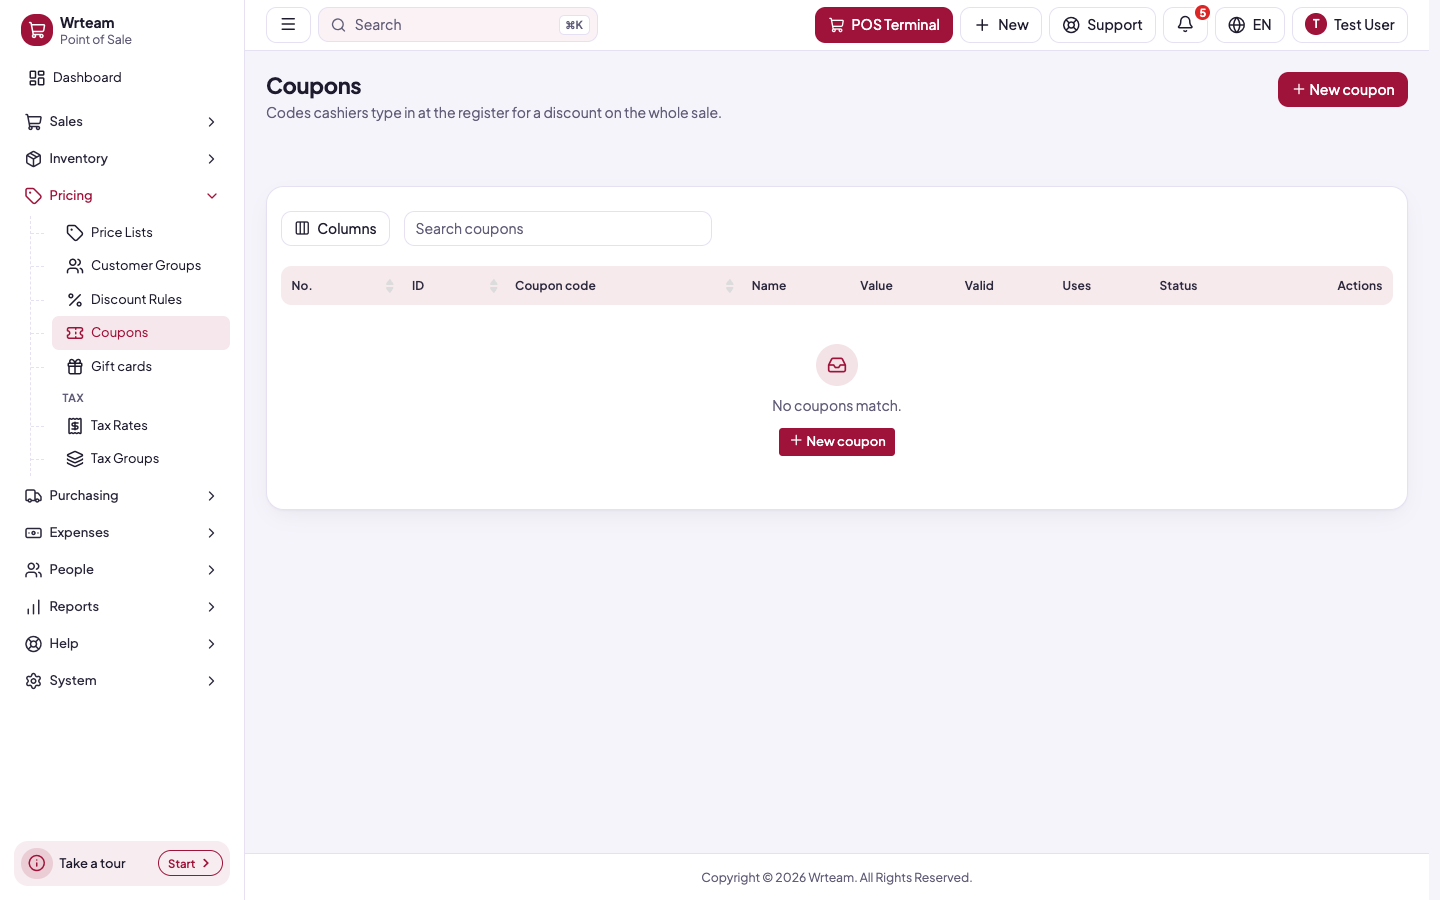 Wrteam
Point of Sale
Dashboard
Sales
Inventory
Pricing
Price Lists
Customer Groups
Discount Rules
Coupons
Gift cards
TAX
Tax Rates
Tax Groups
Purchasing
Expenses
People
Reports
Help
System
Take a tour
Start
Search
⌘K
POS Terminal
New
Support
5
EN
T
Test User
Coupons
Codes cashiers type in at the register for a discount on the whole sale.
New coupon
Columns
Search coupons
No. ID Coupon code Name Value Valid Uses Status Actions
No coupons match.
New coupon
Copyright © 2026 Wrteam. All Rights Reserved.